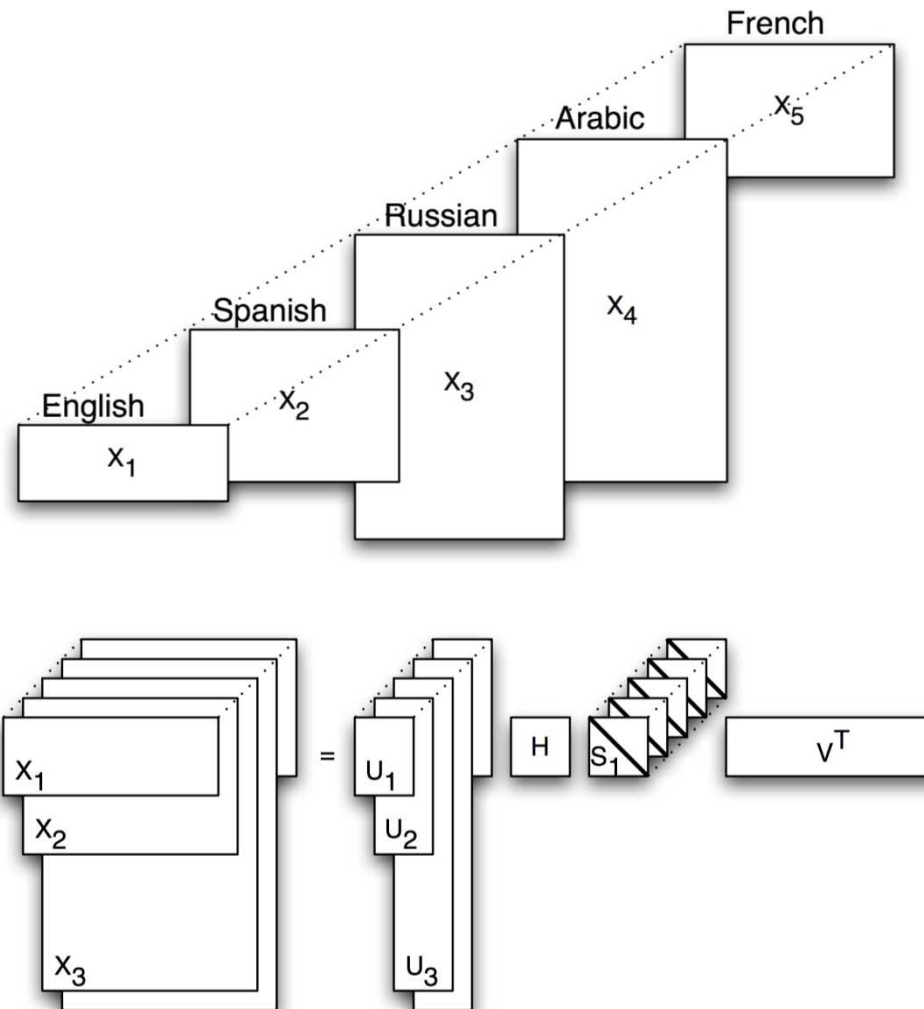 French
X5
Arabic
Russian
X4
Spanish
X3
X2
English
X1
X1 = U1 H S1 VT
X2 U2
X3 U3